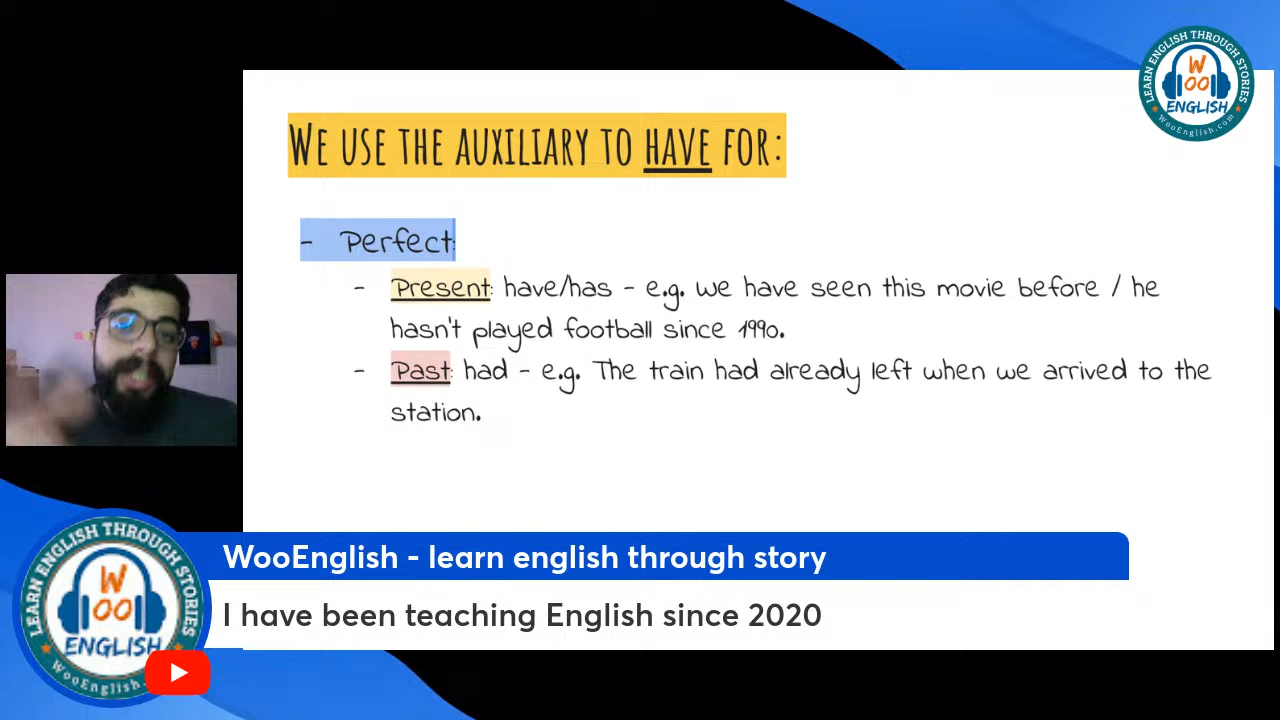 LEARN ENGLISH THROUGH STORIES
W
OO
ENGLISH
WooEnglish.com
WE USE THE AUXILIARY TO HAVE FOR:
- Perfect:
- Present: have/has - e.g. we have seen this movie before / he
hasn't played football since 1990.
- Past: had - e.g. The train had already left when we arrived to the
station.
WooEnglish - learn english through story
I have been teaching English since 2020
LEARN ENGLISH THROUGH STORIES
W
OO
ENGLISH
WooEnglish.com